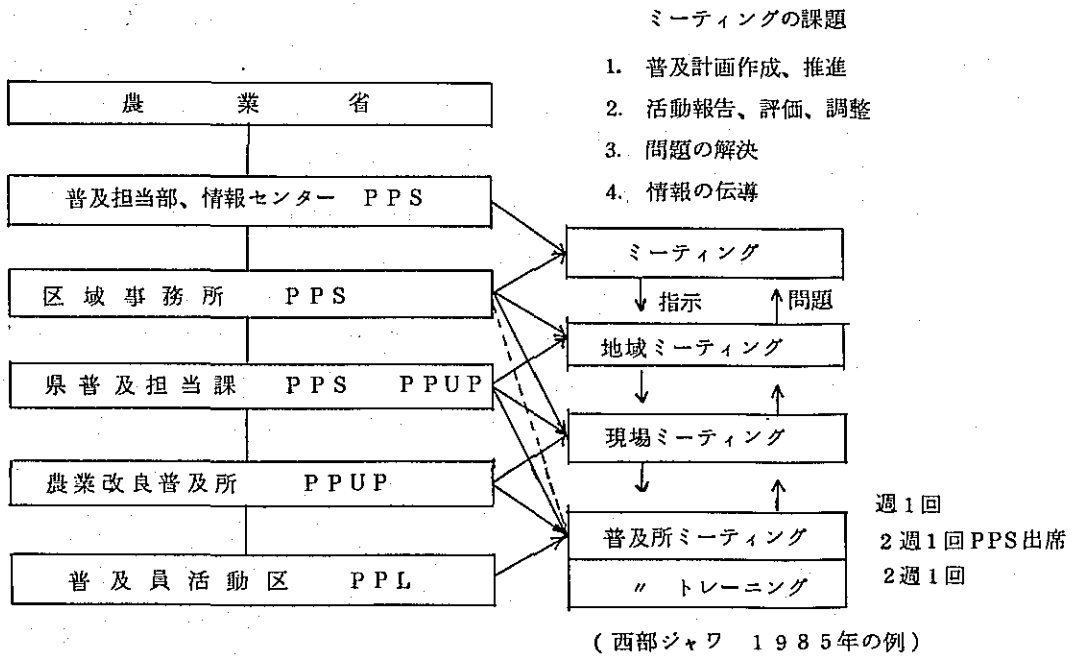 ミーティングの課題
1. 普及計画作成、推進
2. 活動報告、評価、調整
3. 問題の解決
4. 情報の伝導
農業省
普及担当部、情報センター PPS
区域事務所 PPS
県普及担当課 PPS PPUP
農業改良普及所 PPUP
普及員活動区 PPL
ミーティング
指示 問題
地域ミーティング
現場ミーティング
普及所ミーティング
〃 トレーニング
週1回
2週1回PPS出席
2週1回
(西部ジャワ 1985年の例)